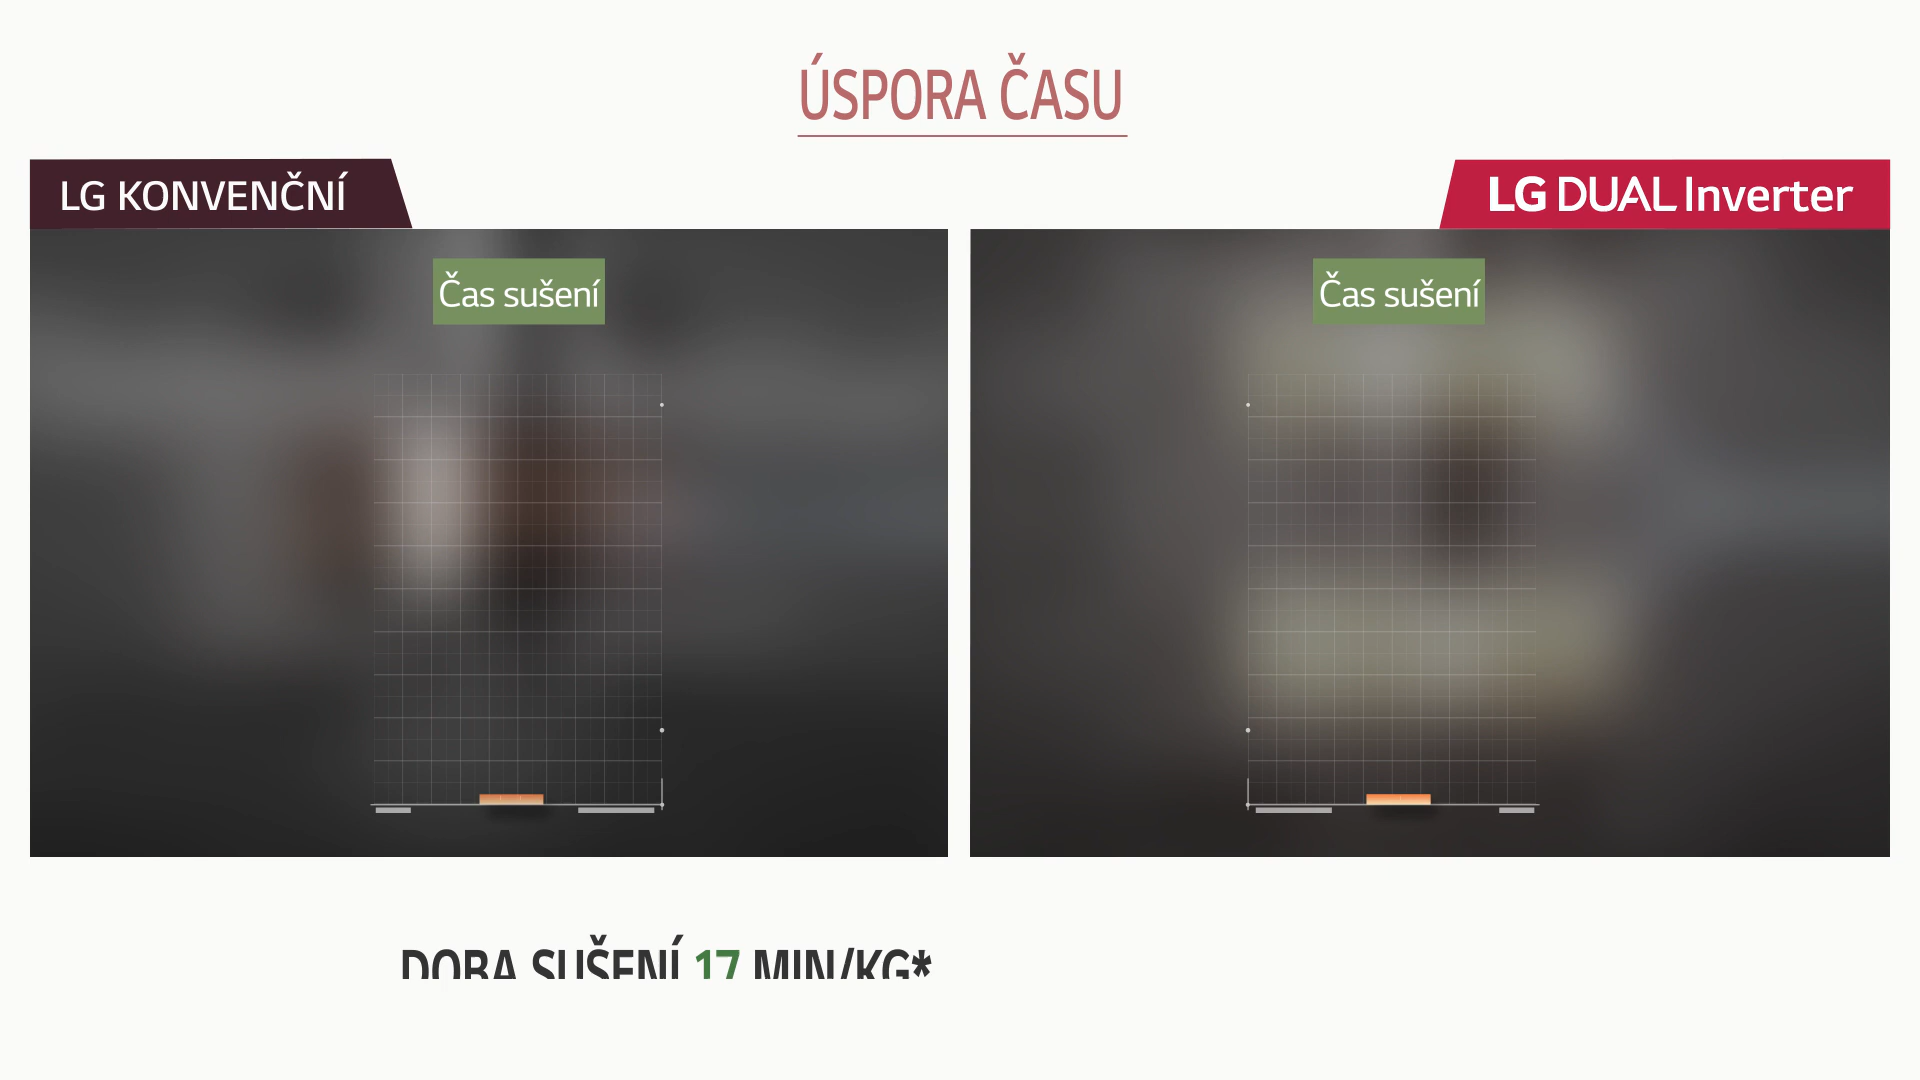 ÚSPORA ČASU
LG KONVENČNÍ
LG DUAL Inverter
Čas sušení
Čas sušení
DOBA SUŠENÍ 17 MIN/KG*